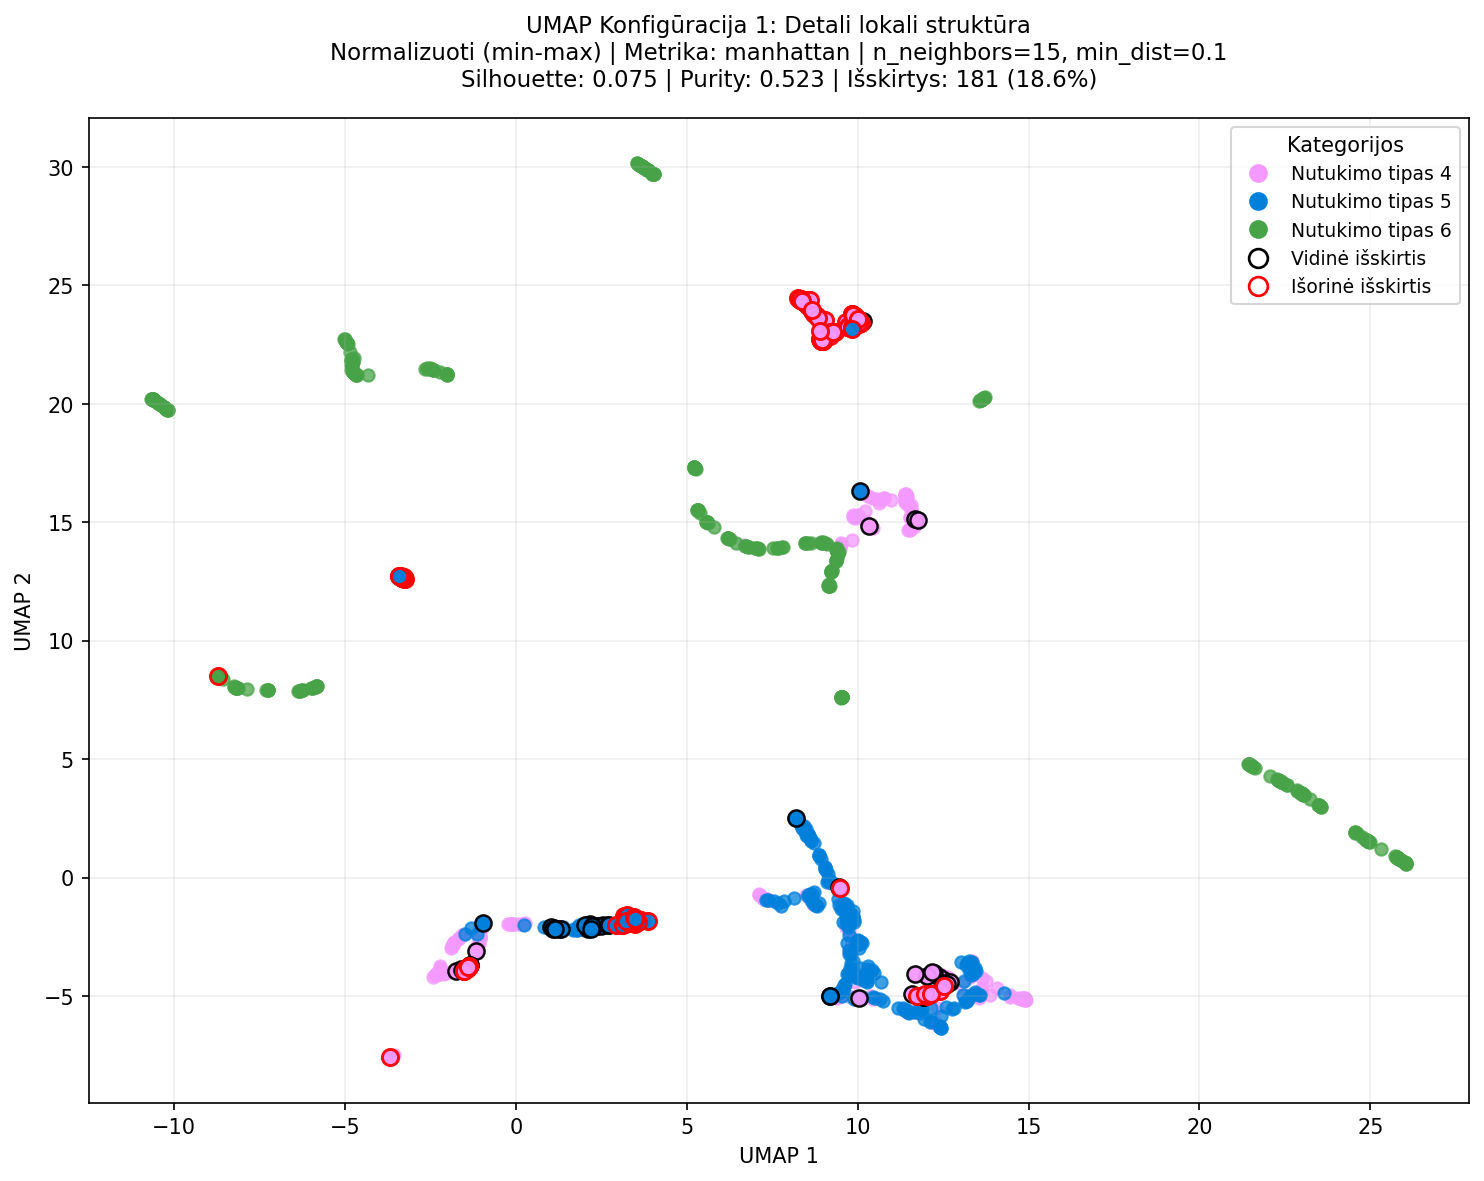 UMAP Konfigūracija 1: Detali lokali struktūra
Normalizuoti (min-max) | Metrika: manhattan | n_neighbors=15, min_dist=0.1
Silhouette: 0.075 | Purity: 0.523 | Išskirtys: 181 (18.6%)
Kategorijos
Nutukimo tipas 4
Nutukimo tipas 5
Nutukimo tipas 6
Vidinė išskirtis
Išorinė išskirtis
UMAP 2
30
25
20
15
10
5
0
−5
−10
−5
0
5
10
15
20
25
UMAP 1